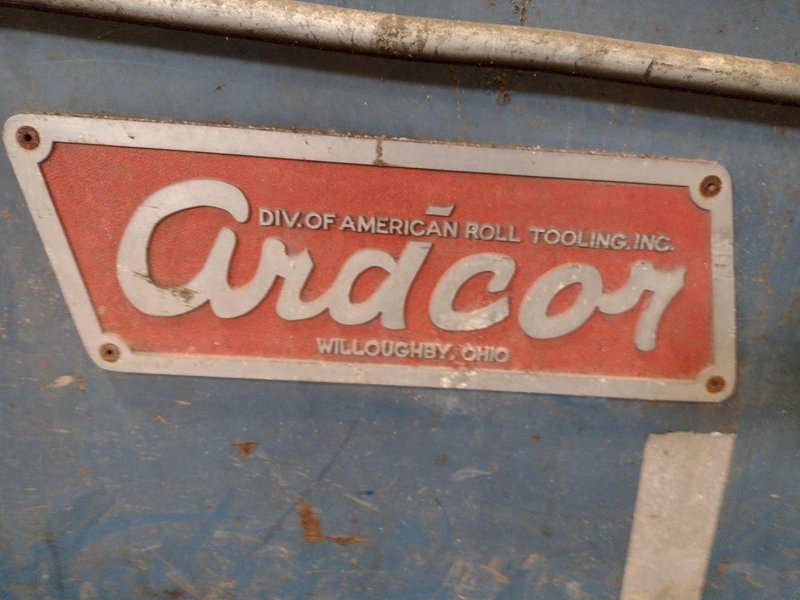 DIV. OF AMERICAN ROLL TOOLING, INC.
ardcor
WILLOUGHBY, OHIO